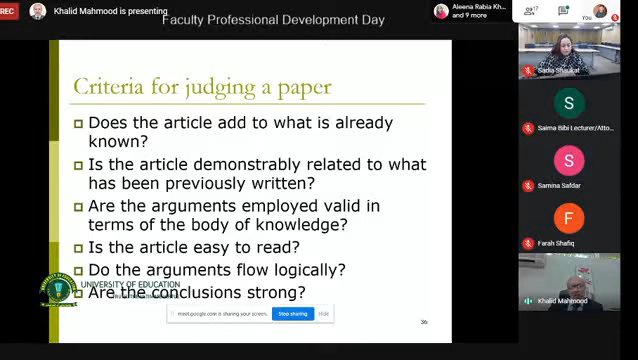 REC
Khalid Mahmood is presenting
Faculty Professional Development Day
Aleena Rabia Kh...
and 9 more
17
You
Criteria for judging a paper
Does the article add to what is already
known?
Is the article demonstrably related to what
has been previously written?
Are the arguments employed valid in
terms of the body of knowledge?
Is the article easy to read?
Do the arguments flow logically?
UNIVERSITY OF EDUCATION
Are the conclusions strong?
meet.google.com is sharing your screen.
Stop sharing
Hide
36
Sadia Shaukat
S
Saima Bibi Lecturer/Atto...
S
Samina Safdar
F
Farah Shafiq
Khalid Mahmood